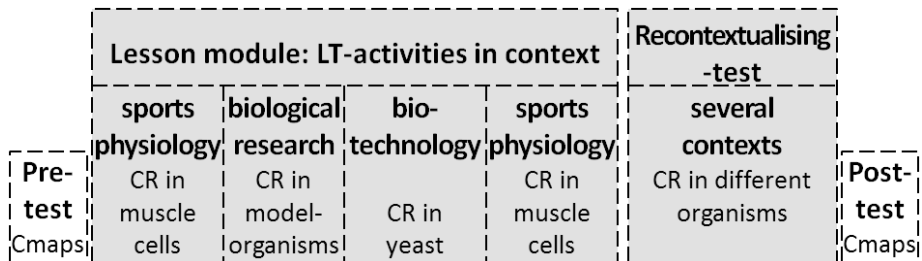 Lesson module: LT-activities in context
Recontextualising
-test
Pre-
test
Cmaps
sports
physiology
CR in
muscle
cells
biological
research
CR in
model-
organisms
bio-
technology
CR in
yeast
sports
physiology
CR in
muscle
cells
several
contexts
CR in different
organisms
Post-
test
Cmaps